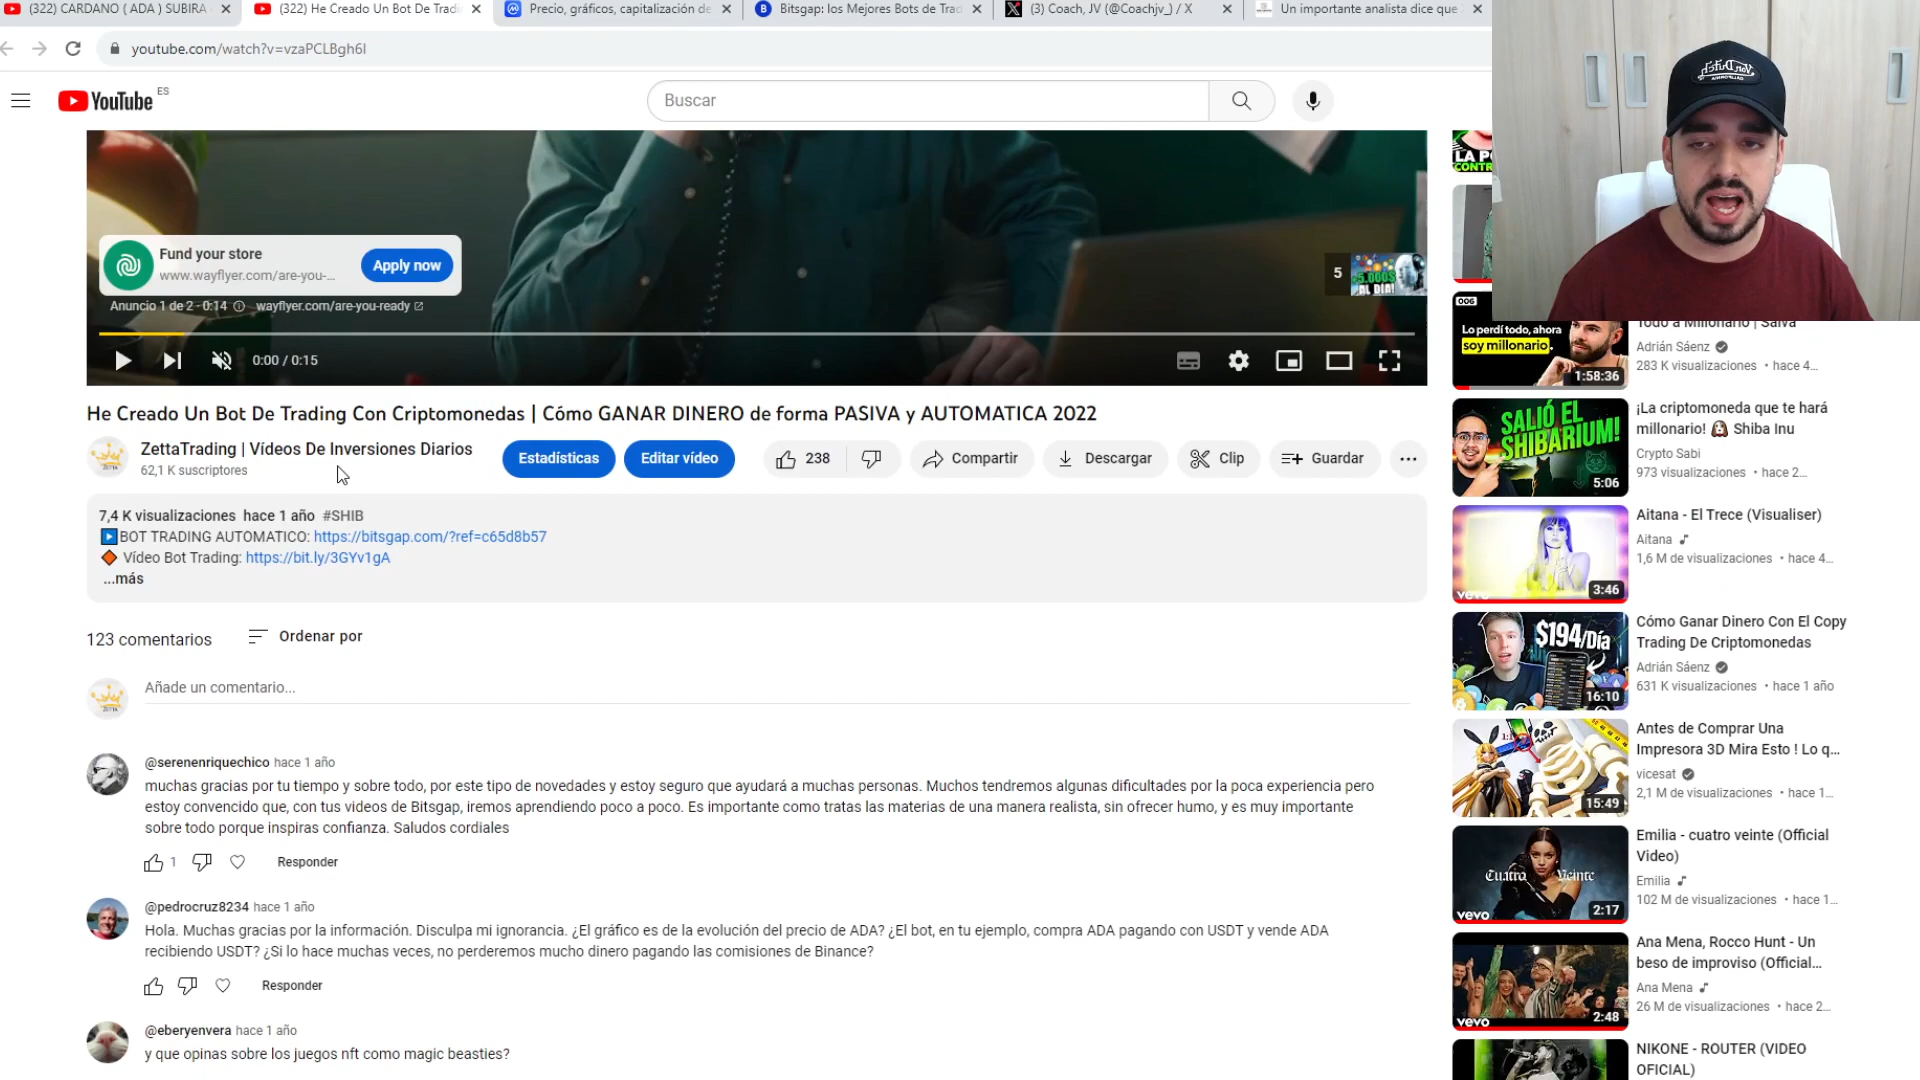 (322) CARDANO ( ADA ) SUBIRA
(322) He Creado Un Bot De Tradi
Precio, gráficos, capitalización de
Bitsgap: los Mejores Bots de Trad
(3) Coach, JV (@Coachjv_) / X
Un importante analista dice que
youtube.com/watch?v=vzaPCLBgh6I
YouTube ES
Buscar
Fund your store
www.wayflyer.com/are-you-...
Apply now
Anuncio 1 de 2 · 0:14
wayflyer.com/are-you-ready
5
5.000$
AL DÍA!
0:00 / 0:15
He Creado Un Bot De Trading Con Criptomonedas | Cómo GANAR DINERO de forma PASIVA y AUTOMATICA 2022
ZettaTrading | Vídeos De Inversiones Diarios
62,1 K suscriptores
Estadísticas
Editar vídeo
238
Compartir
Descargar
Clip
Guardar
7,4 K visualizaciones hace 1 año #SHIB
BOT TRADING AUTOMATICO: https://bitsgap.com/?ref=c65d8b57
Vídeo Bot Trading: https://bit.ly/3GYv1gA
...más
123 comentarios
Ordenar por
Añade un comentario...
@serenenriquechico hace 1 año
muchas gracias por tu tiempo y sobre todo, por este tipo de novedades y estoy seguro que ayudará a muchas personas. Muchos tendremos algunas dificultades por la poca experiencia pero
estoy convencido que, con tus videos de Bitsgap, iremos aprendiendo poco a poco. Es importante como tratas las materias de una manera realista, sin ofrecer humo, y es muy importante
sobre todo porque inspiras confianza. Saludos cordiales
1
Responder
@pedrocruz8234 hace 1 año
Hola. Muchas gracias por la información. Disculpa mi ignorancia. ¿El gráfico es de la evolución del precio de ADA? ¿El bot, en tu ejemplo, compra ADA pagando con USDT y vende ADA
recibiendo USDT? ¿Si lo hace muchas veces, no perderemos mucho dinero pagando las comisiones de Binance?
Responder
@eberyenvera hace 1 año
y que opinas sobre los juegos nft como magic beasties?
Von Dutch
006
Lo perdí todo, ahora
soy millonario.
1:58:36
Todo a Millonario | Salva
Adrián Sáenz
283 K visualizaciones • hace 4...
SALIÓ EL
SHIBARIUM!
5:06
¡La criptomoneda que te hará
millonario! Shiba Inu
Crypto Sabi
973 visualizaciones • hace 2...
vevo
3:46
Aitana - El Trece (Visualiser)
Aitana
1,6 M de visualizaciones • hace 4...
$194/Día
16:10
Cómo Ganar Dinero Con El Copy
Trading De Criptomonedas
Adrián Sáenz
631 K visualizaciones • hace 1 año
15:49
Antes de Comprar Una
Impresora 3D Mira Esto ! Lo q...
vicesat
2,1 M de visualizaciones • hace 1...
Cuatro Veinte
vevo
2:17
Emilia - cuatro veinte (Official
Video)
Emilia
102 M de visualizaciones • hace 1...
vevo
2:48
Ana Mena, Rocco Hunt - Un
beso de improviso (Official...
Ana Mena
26 M de visualizaciones • hace 2...
NIKONE - ROUTER (VIDEO
OFICIAL)